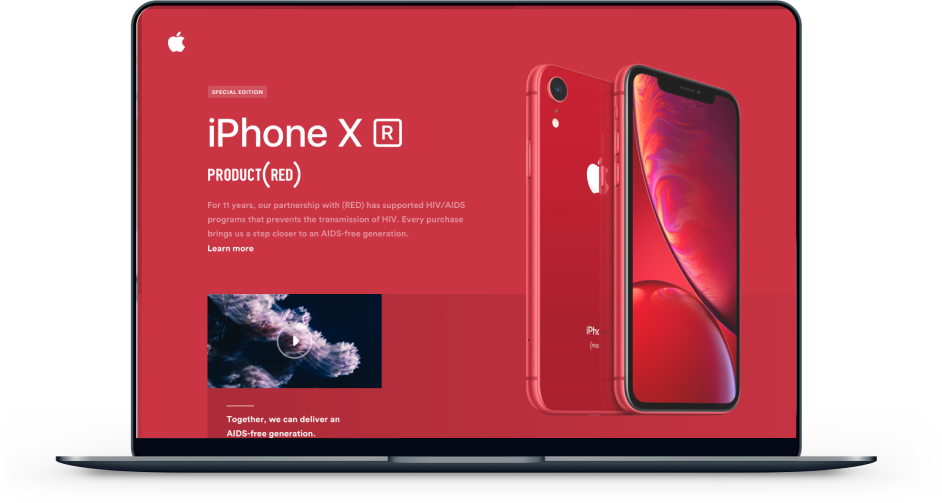 SPECIAL EDITION
iPhone X R
PRODUCT(RED)
For 11 years, our partnership with (RED) has supported HIV/AIDS
programs that prevents the transmission of HIV. Every purchase
brings us a step closer to an AIDS-free generation.
Learn more
iPho
Together, we can deliver an
AIDS-free generation.